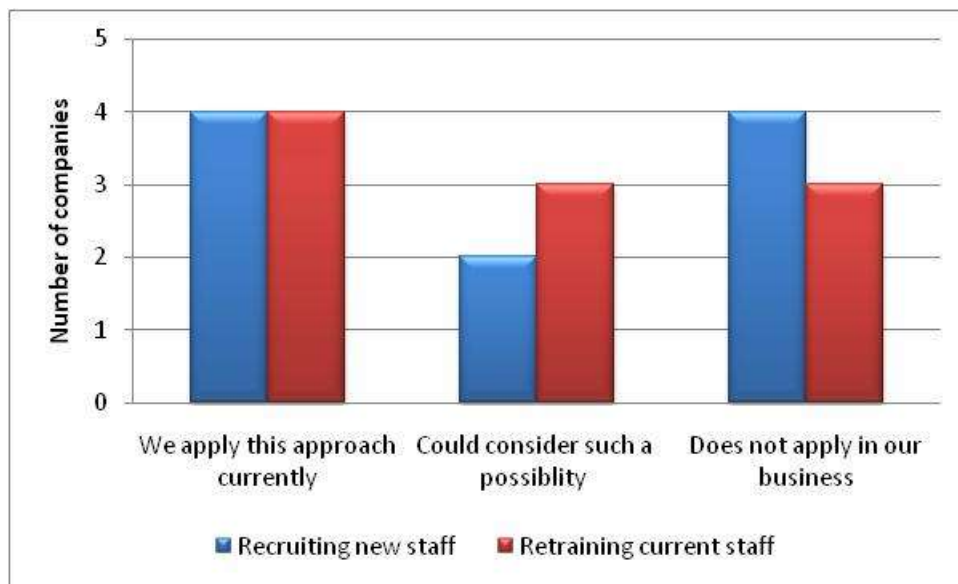 5
4
3
2
1
0
Number of companies
We apply this approach
currently
Could consider such a
possiblity
Does not apply in our
business
Recruiting new staff
Retraining current staff